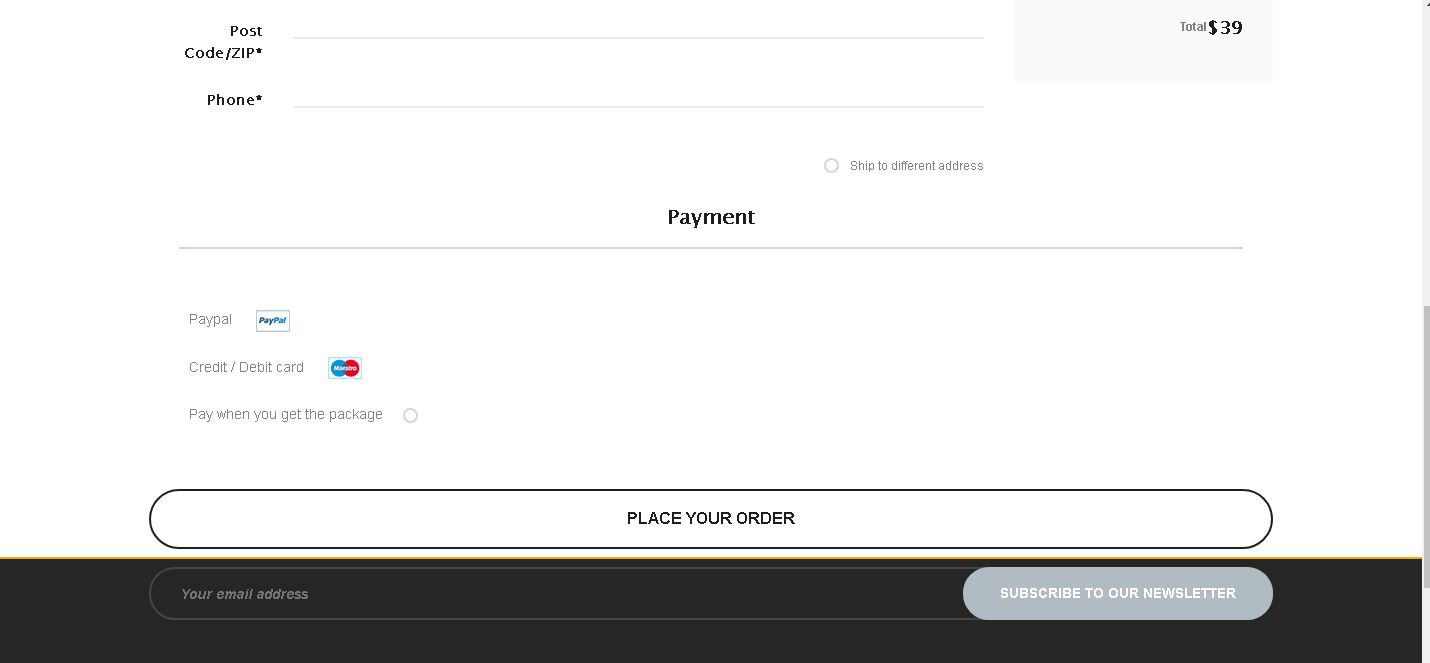 Post
Code/ZIP*
Total $39
Phone*
Ship to different address
Payment
Paypal PayPal
Credit / Debit card Maestro
Pay when you get the package
PLACE YOUR ORDER
Your email address
SUBSCRIBE TO OUR NEWSLETTER